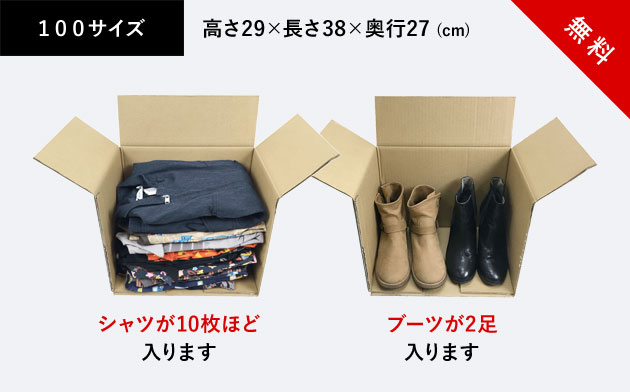 １００サイズ
高さ29×長さ38×奥行27 (cm)
無料
シャツが10枚ほど
入ります
ブーツが2足
入ります